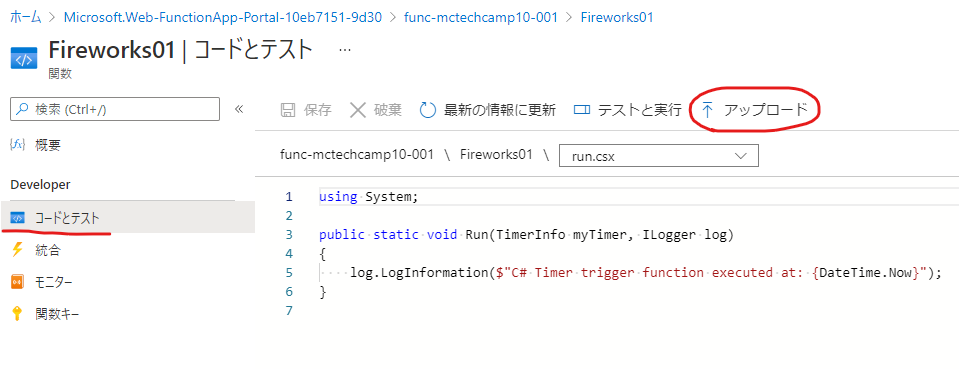 ホーム > Microsoft.Web-FunctionApp-Portal-10eb7151-9d30 > func-mctechcamp10-001 > Fireworks01
Fireworks01 | コードとテスト ...
関数
検索 (Ctrl+/) «
概要
Developer
コードとテスト
統合
モニター
関数キー
保存 破棄 最新の情報に更新 テストと実行 アップロード
func-mctechcamp10-001 \ Fireworks01 \ run.csx
1 using System;
2
3 public static void Run(TimerInfo myTimer, ILogger log)
4 {
5 log.LogInformation($"C# Timer trigger function executed at: {DateTime.Now}");
6 }
7